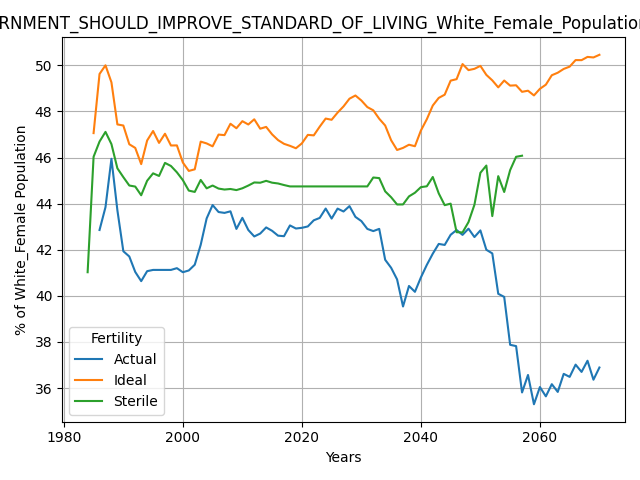 RNMENT_SHOULD_IMPROVE_STANDARD_OF_LIVING_White_Female_Population
% of White_Female Population
50
48
46
44
42
40
38
36
Fertility
Actual
Ideal
Sterile
1980
2000
2020
2040
2060
Years